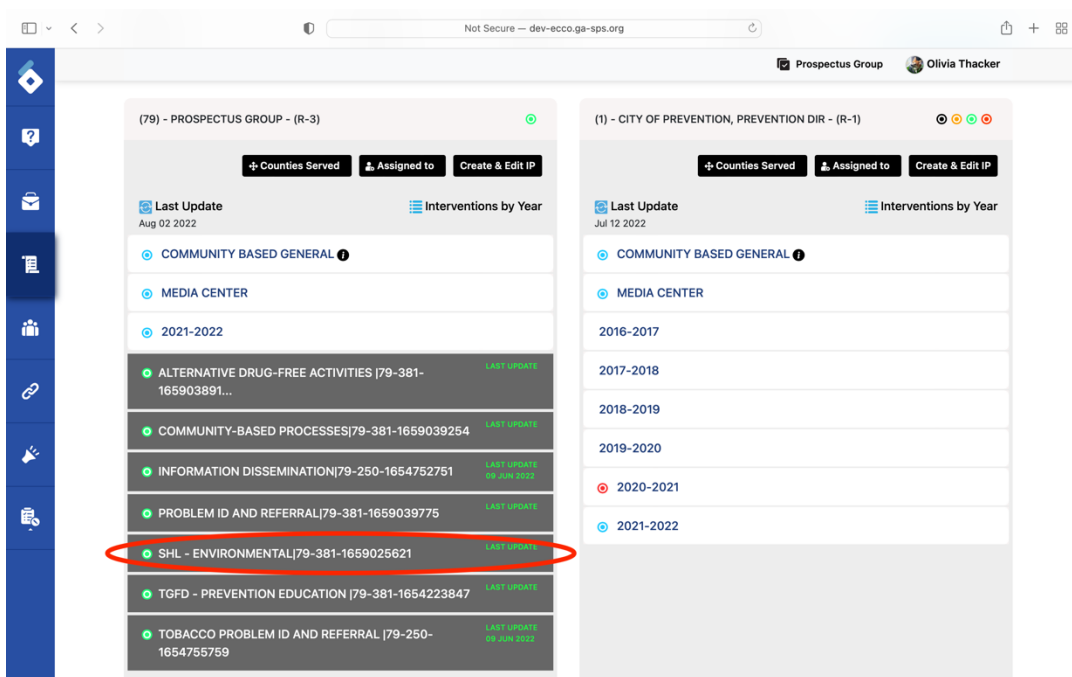 Not Secure — dev-ecco.ga-sps.org
Prospectus Group
Olivia Thacker
(79) - PROSPECTUS GROUP - (R-3)
Counties Served
Assigned to
Create & Edit IP
Last Update
Interventions by Year
Aug 02 2022
COMMUNITY BASED GENERAL
MEDIA CENTER
2021-2022
ALTERNATIVE DRUG-FREE ACTIVITIES |79-381-
165903891...
LAST UPDATE
COMMUNITY-BASED PROCESSES|79-381-1659039254
LAST UPDATE
INFORMATION DISSEMINATION|79-250-1654752751
LAST UPDATE
09 JUN 2022
PROBLEM ID AND REFERRAL|79-381-1659039775
LAST UPDATE
SHL - ENVIRONMENTAL|79-381-1659025621
LAST UPDATE
TGFD - PREVENTION EDUCATION |79-381-1654223847
LAST UPDATE
TOBACCO PROBLEM ID AND REFERRAL |79-250-
1654755759
LAST UPDATE
09 JUN 2022
(1) - CITY OF PREVENTION, PREVENTION DIR - (R-1)
Counties Served
Assigned to
Create & Edit IP
Last Update
Interventions by Year
Jul 12 2022
COMMUNITY BASED GENERAL
MEDIA CENTER
2016-2017
2017-2018
2018-2019
2019-2020
2020-2021
2021-2022